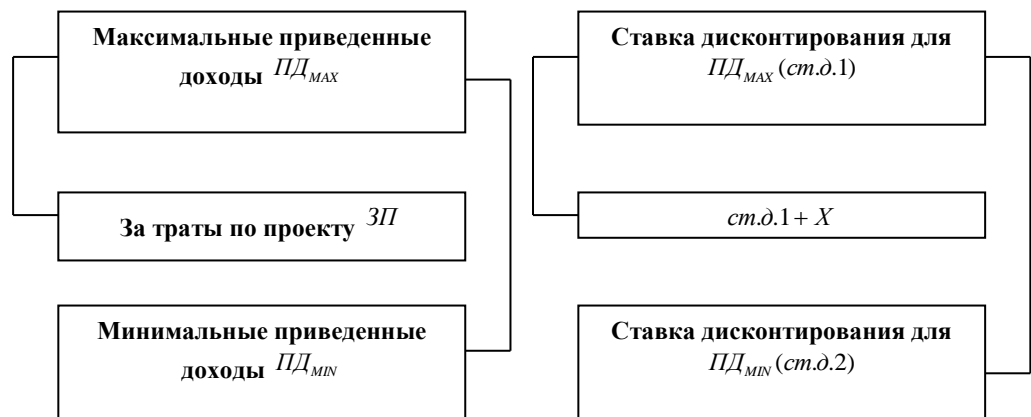 Максимальные приведенные
доходы ПД_MAX
Ставка дисконтирования для
ПД_MAX (ст.д.1)
За траты по проекту ЗП
ст.д.1 + X
Минимальные приведенные
доходы ПД_MIN
Ставка дисконтирования для
ПД_MIN (ст.д.2)